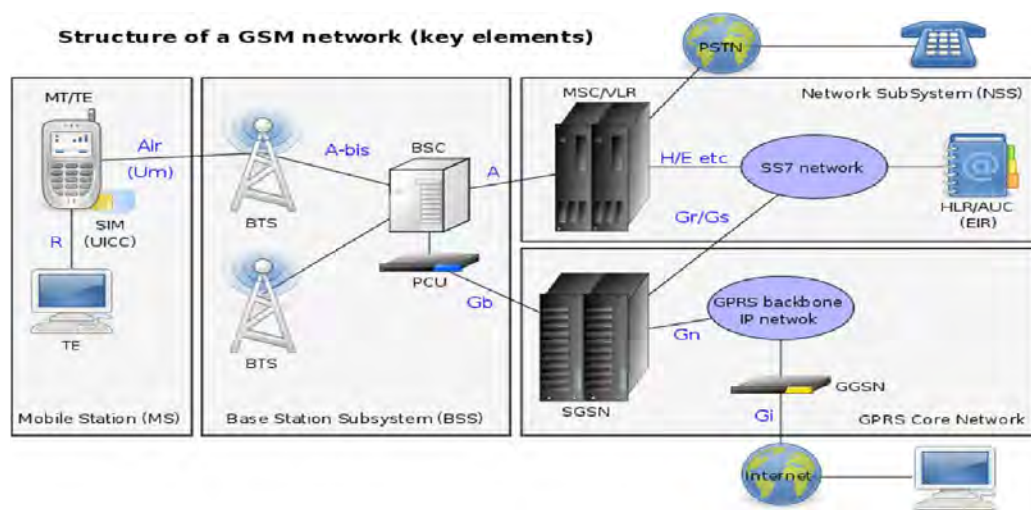 Structure of a GSM network (key elements)
PSTN
MT/TE
Air
(Um)
SIM
(UICC)
R
TE
Mobile Station (MS)
BTS
A-bis
BSC
BTS
PCU
Gb
Base Station Subsystem (BSS)
A
MSC/VLR
Network SubSystem (NSS)
H/E etc
SS7 network
HLR/AUC
(EIR)
Gr/Gs
SGSN
Gn
GPRS backbone
IP netwok
GGSN
Gi
GPRS Core Network
Internet